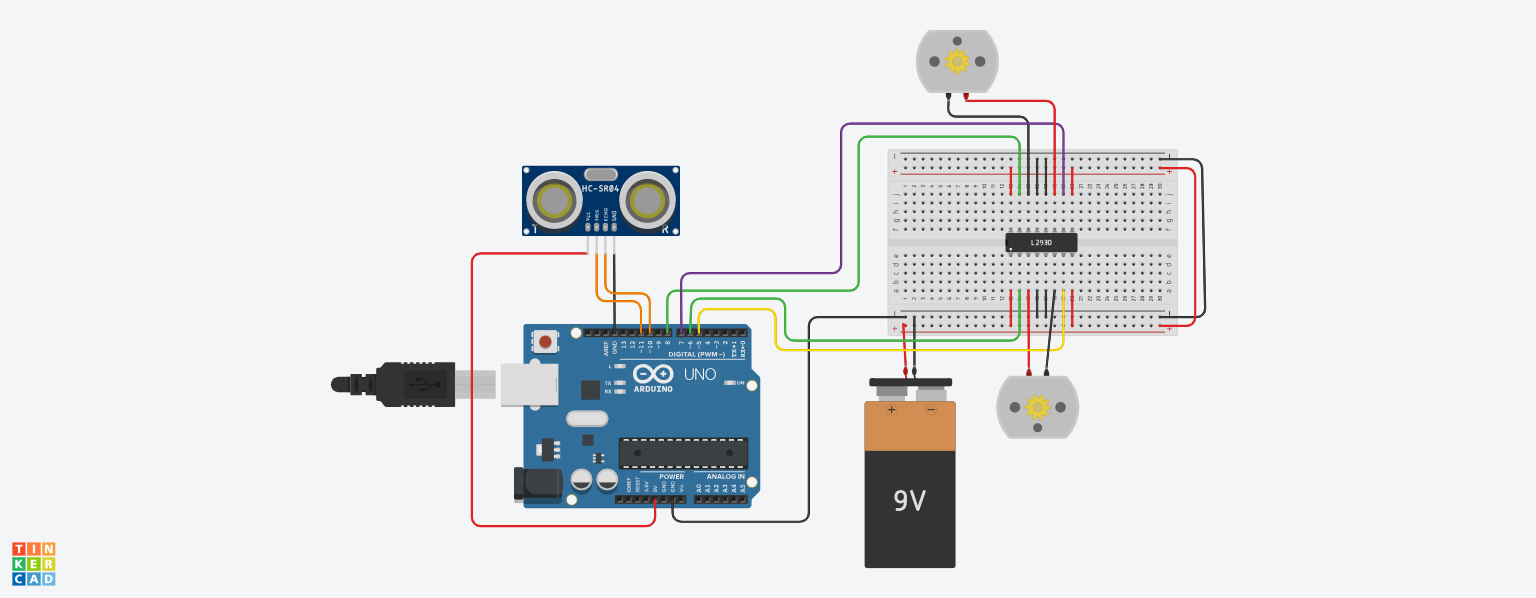 HC-SR04
VCC
TRIG
ECHO
GND
T
R
L293D
AREF
GND
13
12
~11
~10
~9
8
7
~6
~5
4
~3
2
TX→1
RX←0
DIGITAL (PWM~)
L
TX
RX
ARDUINO
UNO
ON
POWER
ANALOG IN
IOREF
RESET
3.3V
5V
GND
GND
Vin
A0
A1
A2
A3
A4
A5
+
−
9V
j
i
h
g
f
e
d
c
b
a
TIN
KER
CAD